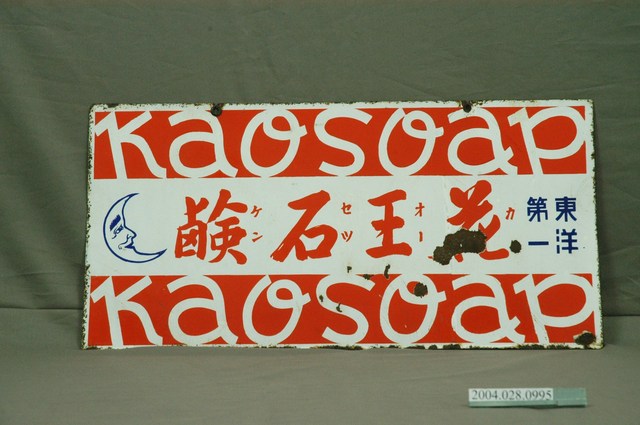 kaosoap
東洋
第一
花王石鹸
カオーセッケン
kaosoap
2004.028.0995